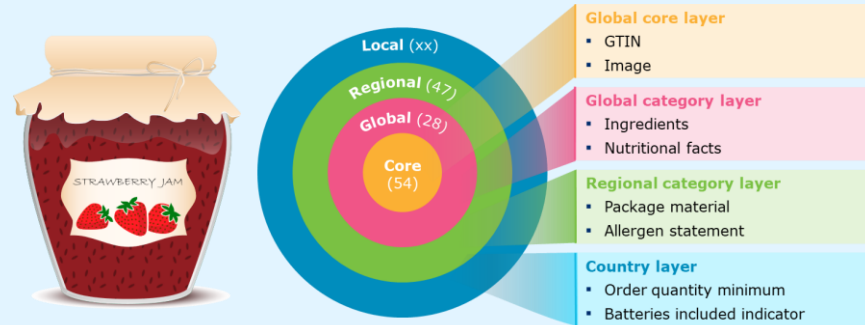 STRAWBERRY JAM
Local (xx)
Regional (47)
Global (28)
Core
(54)
Global core layer
▪ GTIN
▪ Image
Global category layer
▪ Ingredients
▪ Nutritional facts
Regional category layer
▪ Package material
▪ Allergen statement
Country layer
▪ Order quantity minimum
▪ Batteries included indicator